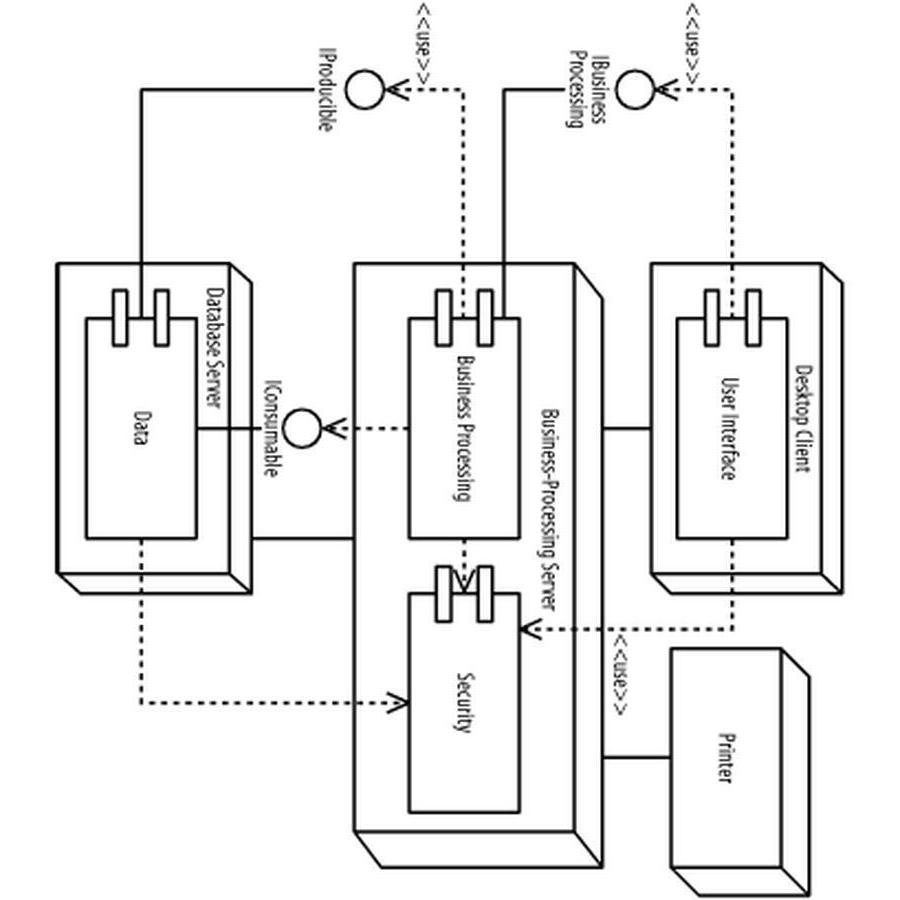 Desktop Client
User Interface
<<use>>
IBusiness
Processing
Printer
<<use>>
Business-Processing Server
Business Processing
Security
<<use>>
IProducible
IConsumable
Database Server
Data